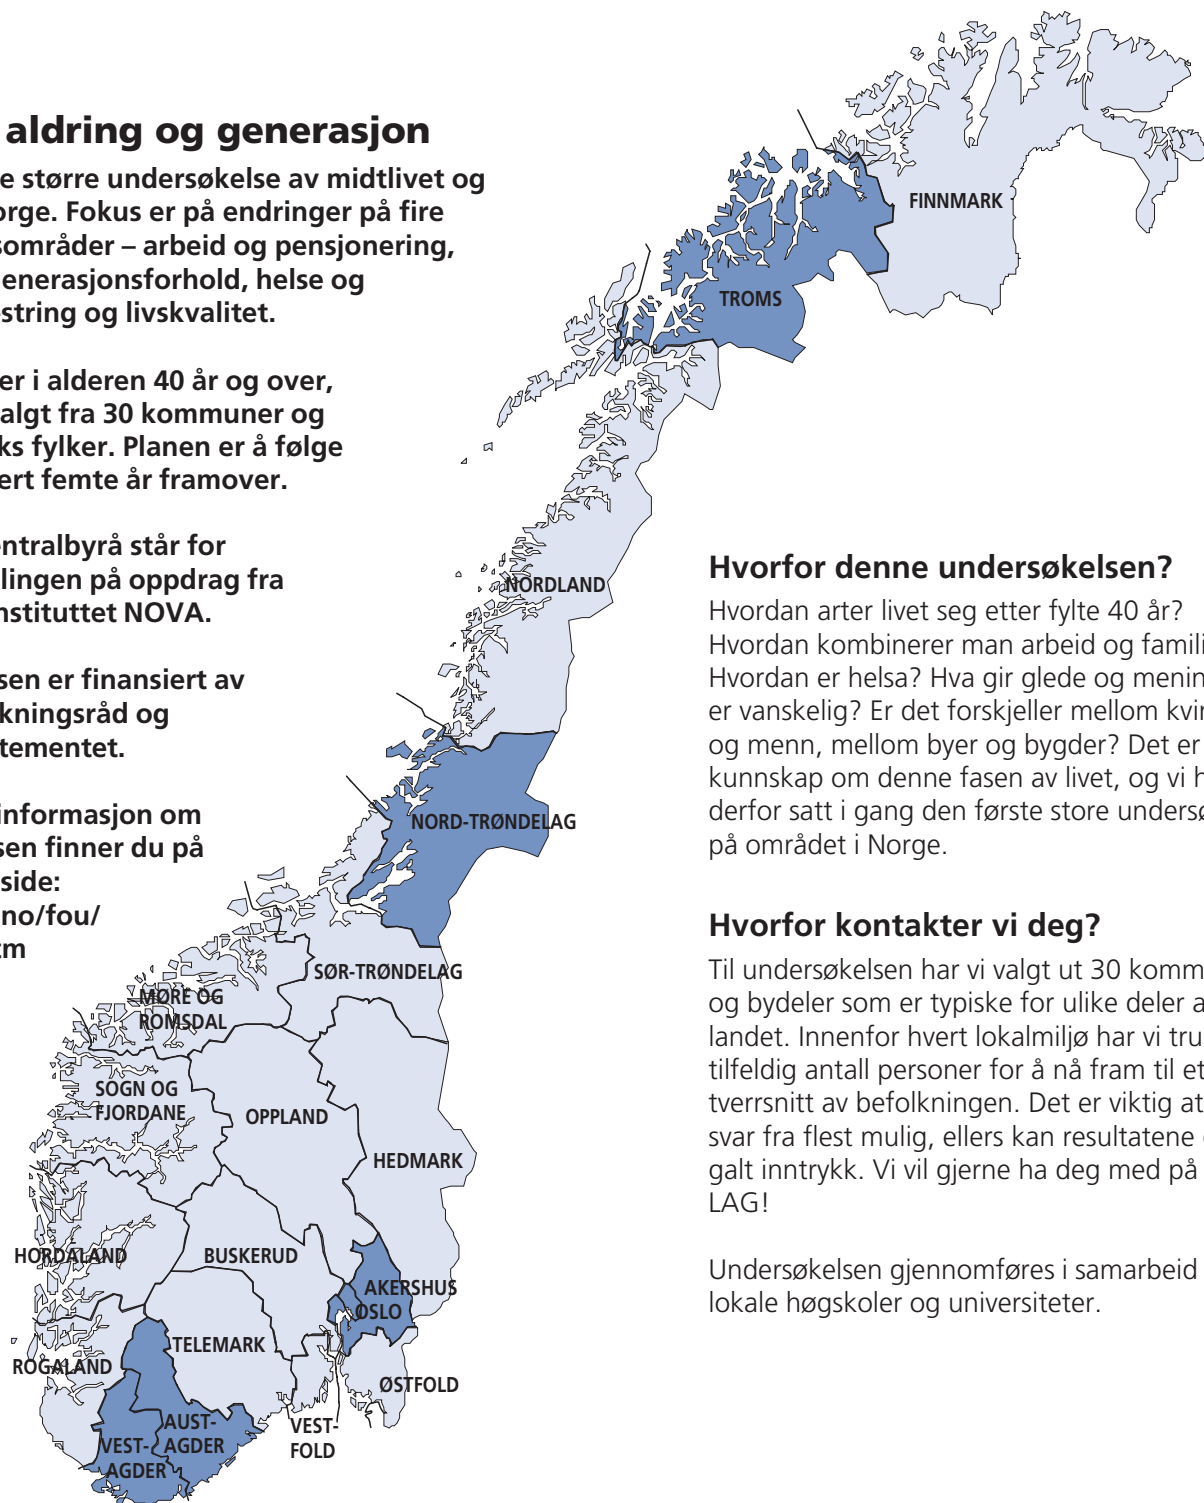 aldring og generasjon
e større undersøkelse av midtlivet og
orge. Fokus er på endringer på fire
sområder – arbeid og pensjonering,
enerasjonsforhold, helse og
estring og livskvalitet.
er i alderen 40 år og over,
valgt fra 30 kommuner og
ks fylker. Planen er å følge
ert femte år framover.
entralbyrå står for
lingen på oppdrag fra
nstituttet NOVA.
sen er finansiert av
kningsråd og
tementet.
informasjon om
sen finner du på
side:
no/fou/
tm
FINNMARK
TROMS
NORDLAND
NORD-TRØNDELAG
SØR-TRØNDELAG
MØRE OG
ROMSDAL
SOGN OG
FJORDANE
OPPLAND
HEDMARK
HORDALAND
BUSKERUD
AKERSHUS
OSLO
TELEMARK
ROGALAND
ØSTFOLD
VEST-
FOLD
AUST-
AGDER
VEST-
AGDER
Hvorfor denne undersøkelsen?
Hvordan arter livet seg etter fylte 40 år?
Hvordan kombinerer man arbeid og famili
Hvordan er helsa? Hva gir glede og menin
er vanskelig? Er det forskjeller mellom kvin
og menn, mellom byer og bygder? Det er
kunnskap om denne fasen av livet, og vi h
derfor satt i gang den første store undersø
på området i Norge.
Hvorfor kontakter vi deg?
Til undersøkelsen har vi valgt ut 30 komm
og bydeler som er typiske for ulike deler a
landet. Innenfor hvert lokalmiljø har vi tru
tilfeldig antall personer for å nå fram til et
tverrsnitt av befolkningen. Det er viktig at
svar fra flest mulig, ellers kan resultatene
galt inntrykk. Vi vil gjerne ha deg med på
LAG!
Undersøkelsen gjennomføres i samarbeid
lokale høgskoler og universiteter.